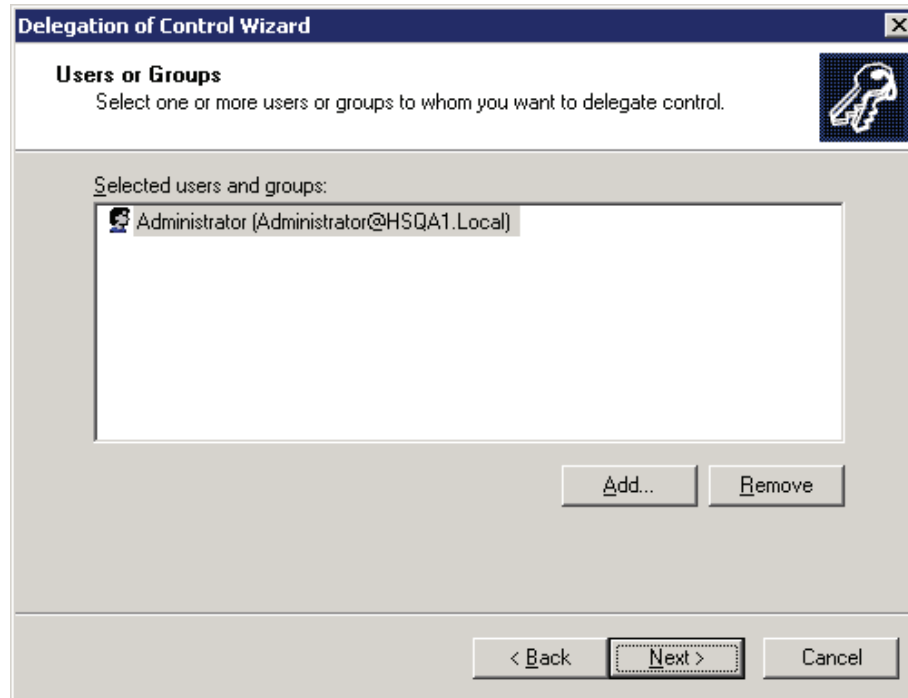 Delegation of Control Wizard
Users or Groups
Select one or more users or groups to whom you want to delegate control.
Selected users and groups:
Administrator (Administrator@HSQA1.Local)
Add... Remove
< Back Next > Cancel